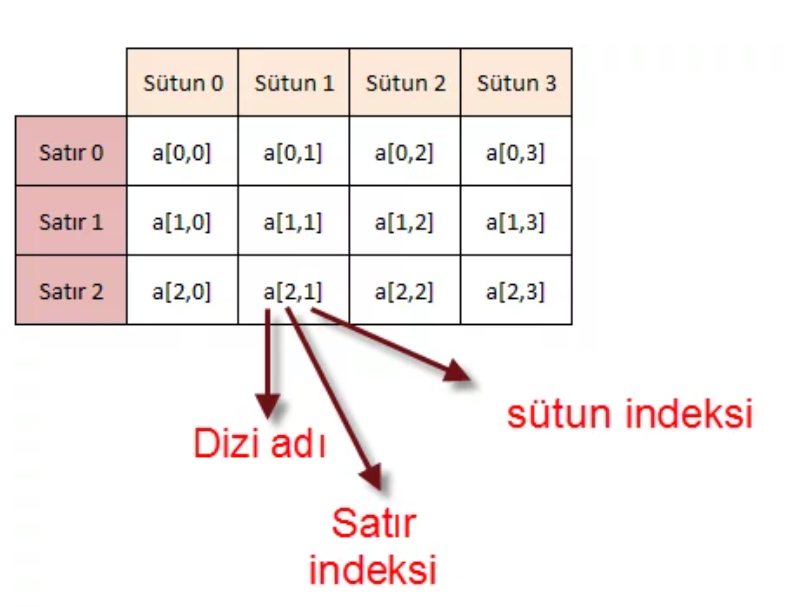 Sütun 0 Sütun 1 Sütun 2 Sütun 3
Satır 0 a[0,0] a[0,1] a[0,2] a[0,3]
Satır 1 a[1,0] a[1,1] a[1,2] a[1,3]
Satır 2 a[2,0] a[2,1] a[2,2] a[2,3]
sütun indeksi
Dizi adı
Satır
indeksi